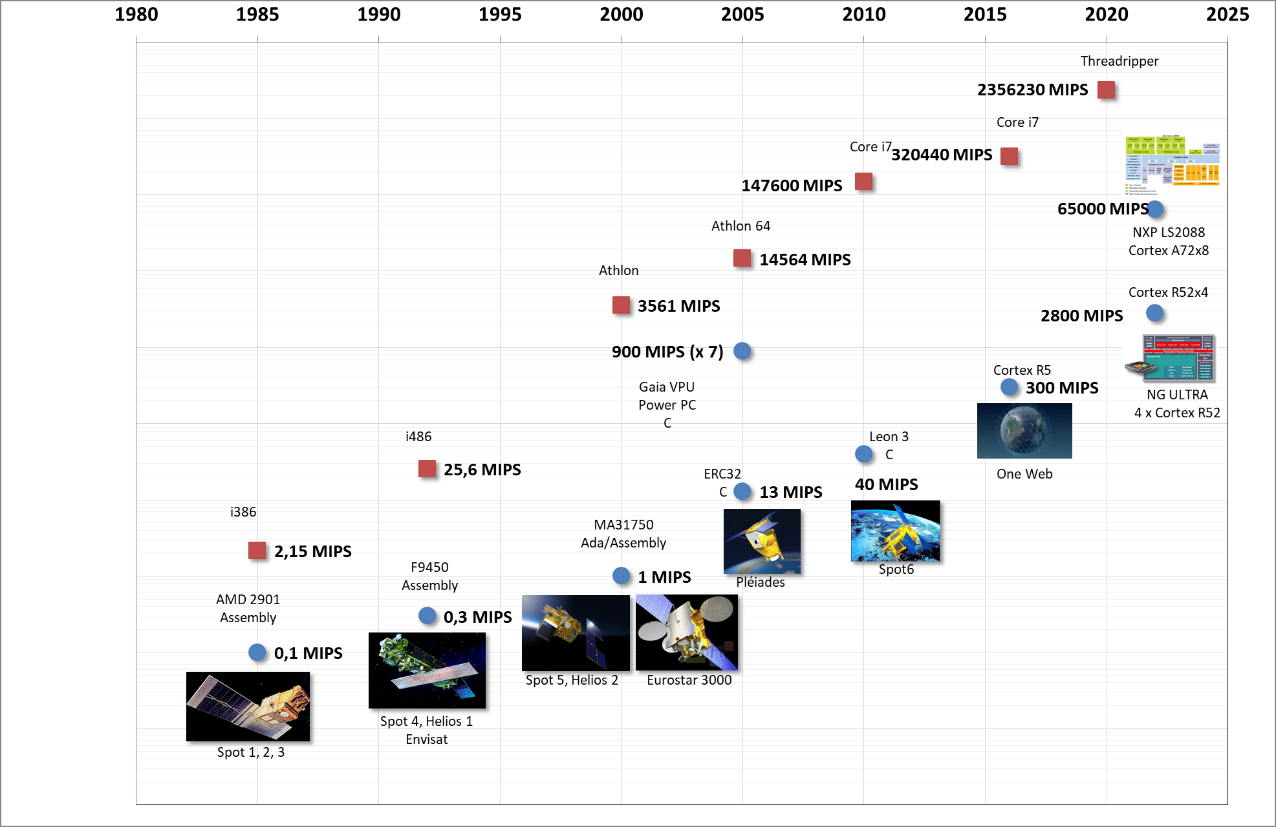 1980 1985 1990 1995 2000 2005 2010 2015 2020 2025
Threadripper
2356230 MIPS
Core i7
Core i7
320440 MIPS
147600 MIPS
65000 MIPS
NXP LS2088
Cortex A72x8
Athlon 64
14564 MIPS
Athlon
3561 MIPS
Cortex R52x4
2800 MIPS
900 MIPS (x 7)
Gaia VPU
Power PC
C
Cortex R5
300 MIPS
One Web
NG ULTRA
4 x Cortex R52
i486
25,6 MIPS
Leon 3
C
40 MIPS
Spot6
ERC32
C
13 MIPS
Pléiades
i386
2,15 MIPS
MA31750
Ada/Assembly
1 MIPS
Spot 5, Helios 2
Eurostar 3000
F9450
Assembly
0,3 MIPS
Spot 4, Helios 1
Envisat
AMD 2901
Assembly
0,1 MIPS
Spot 1, 2, 3